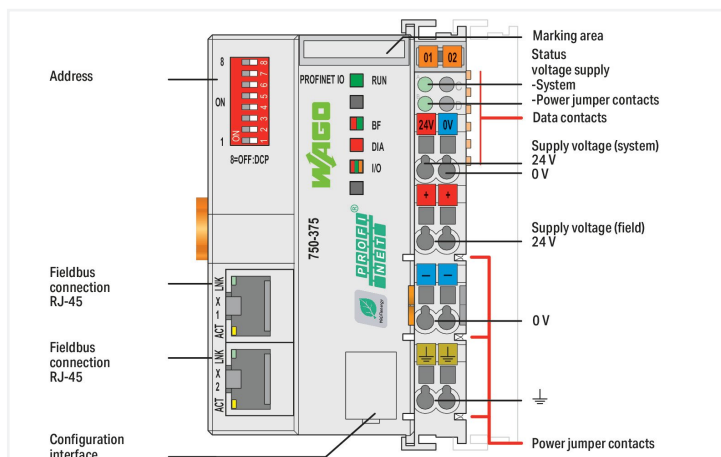 Address
8
ON
1
8 7 6 5 4 3 2 1
ON
8=OFF:DCP
PROFINET IO
RUN
BF
DIA
I/O
WAGO
750-375
PROFI
NET
®
Fieldbus
connection
RJ-45
LNK
X
1
ACT
Fieldbus
connection
RJ-45
LNK
X
2
ACT
Configuration
interface
01 02
24V 0V
+ +
— —
Marking area
Status
voltage supply
-System
-Power jumper contacts
Data contacts
Supply voltage (system)
24 V
0 V
Supply voltage (field)
24 V
0 V
Power jumper contacts